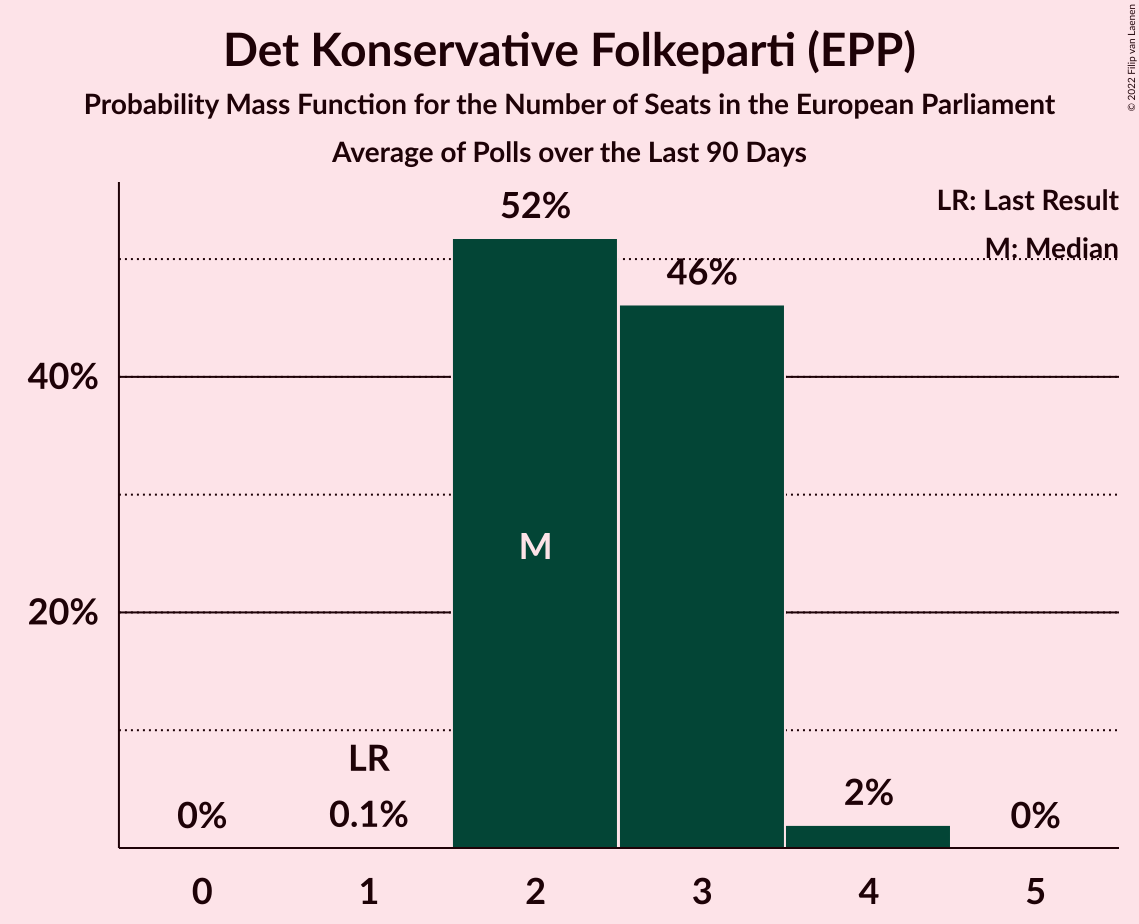 Det Konservative Folkeparti (EPP)
Probability Mass Function for the Number of Seats in the European Parliament
Average of Polls over the Last 90 Days
© 2022 Filip van Laenen
LR: Last Result
M: Median
52%
46%
40%
M
20%
LR
0%
0.1%
2%
0%
0 1 2 3 4 5